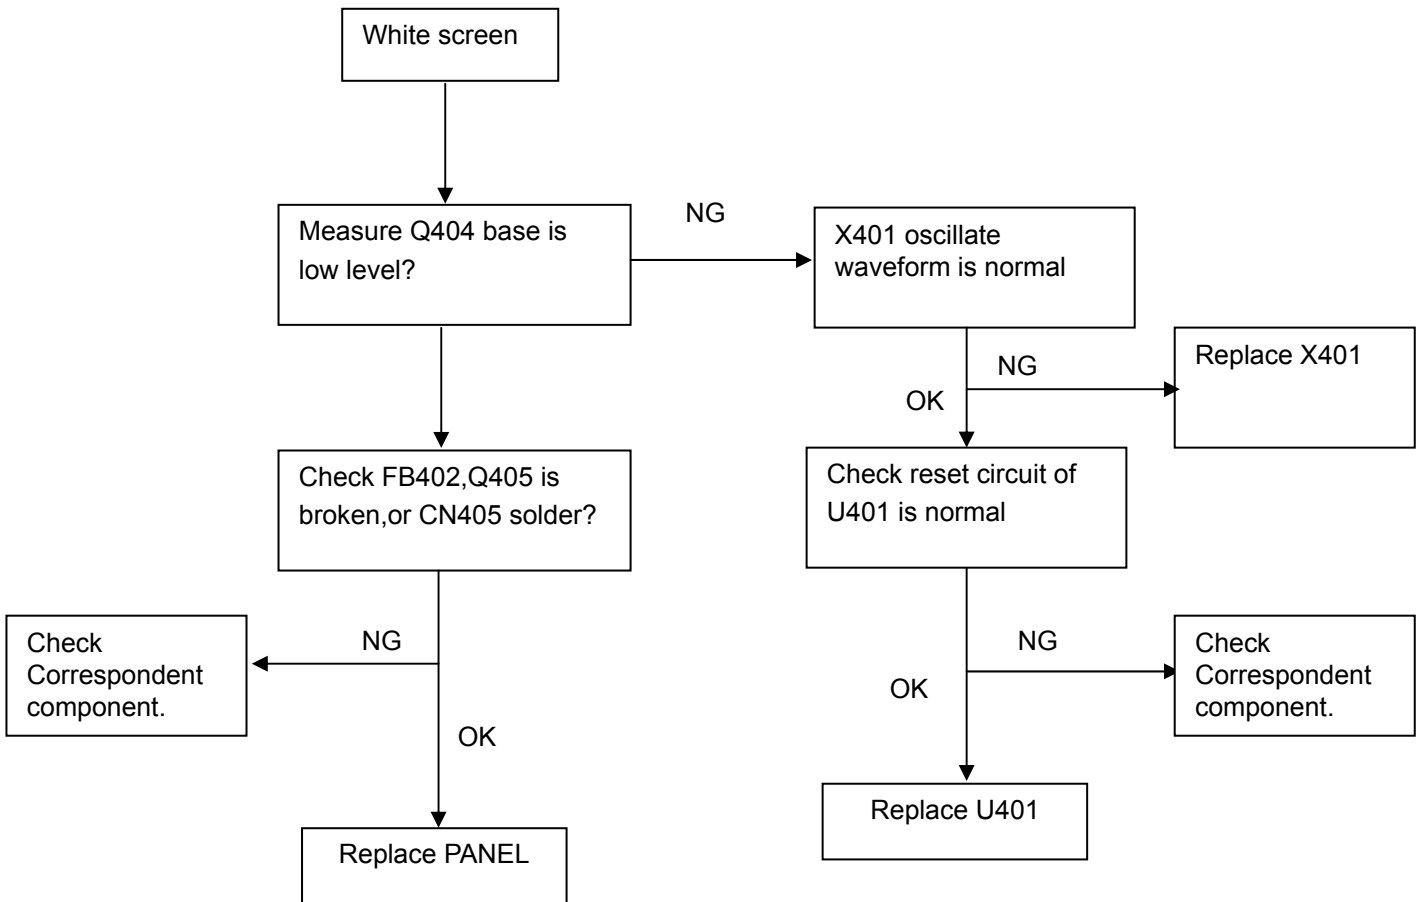 White screen
Measure Q404 base is
low level?
NG
X401 oscillate
waveform is normal
NG
Replace X401
OK
Check FB402,Q405 is
broken,or CN405 solder?
Check reset circuit of
U401 is normal
Check
Correspondent
component.
NG
OK
NG
OK
Check
Correspondent
component.
Replace PANEL
Replace U401